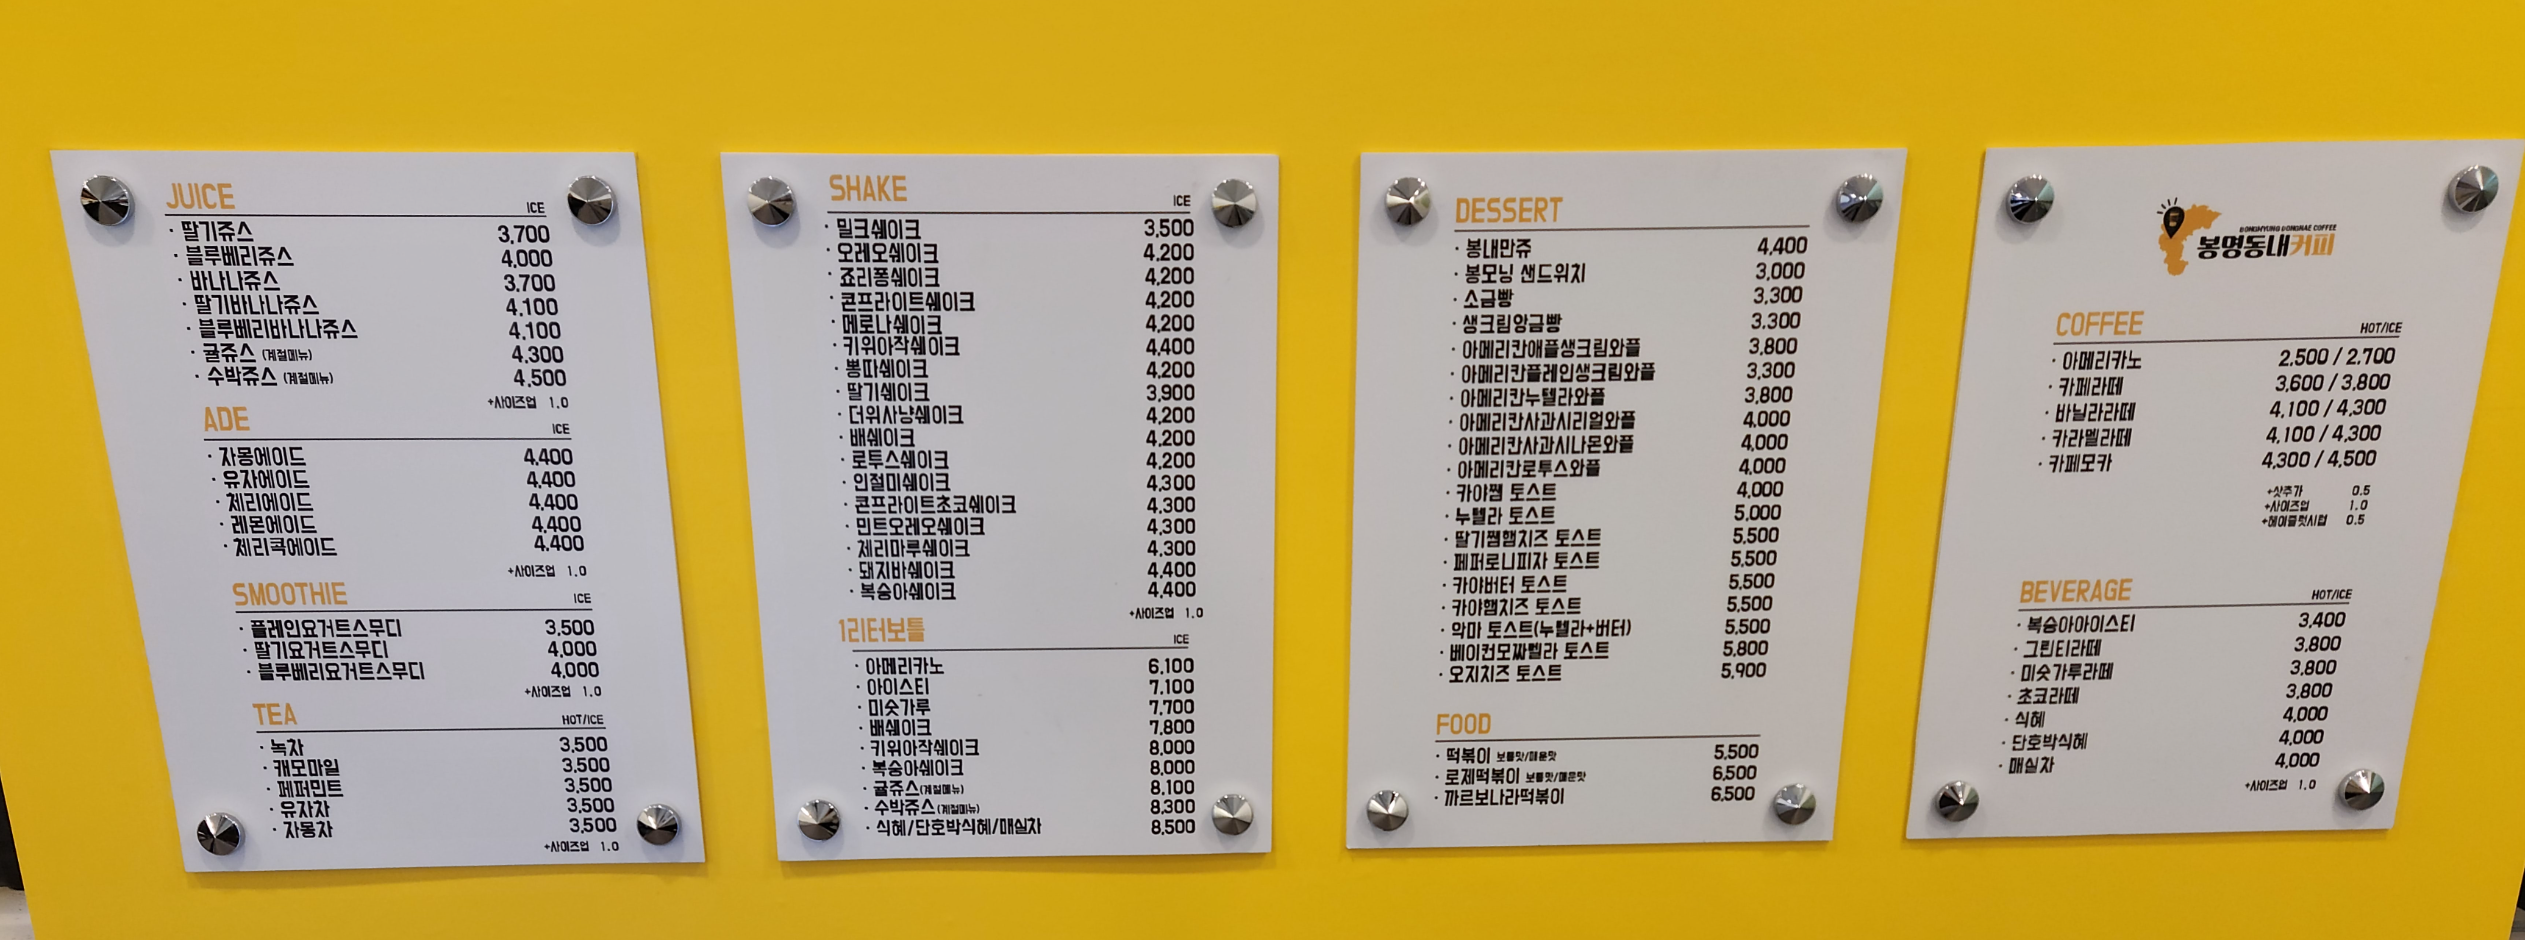 JUICE
ICE
· 딸기쥬스 3,700
· 블루베리쥬스 4,000
· 바나나쥬스 3,700
· 딸기바나나쥬스 4,100
· 블루베리바나나쥬스 4,100
· 귤쥬스 (계절메뉴) 4,300
· 수박쥬스 (계절메뉴) 4,500
+사이즈업 1.0
ADE
ICE
· 자몽에이드 4,400
· 유자에이드 4,400
· 체리에이드 4,400
· 레몬에이드 4,400
· 체리콕에이드 4,400
+사이즈업 1.0
SMOOTHIE
ICE
· 플레인요거트스무디 3,500
· 딸기요거트스무디 4,000
· 블루베리요거트스무디 4,000
+사이즈업 1.0
TEA
HOT/ICE
· 녹차 3,500
· 캐모마일 3,500
· 페퍼민트 3,500
· 유자차 3,500
· 자몽차 3,500
+사이즈업 1.0
SHAKE
ICE
· 밀크쉐이크 3,500
· 오레오쉐이크 4,200
· 죠리퐁쉐이크 4,200
· 콘프라이트쉐이크 4,200
· 메로나쉐이크 4,200
· 키위아작쉐이크 4,400
· 뽕따쉐이크 4,200
· 딸기쉐이크 3,900
· 더위사냥쉐이크 4,200
· 배쉐이크 4,200
· 로투스쉐이크 4,200
· 인절미쉐이크 4,300
· 콘프라이트초코쉐이크 4,300
· 민트오레오쉐이크 4,300
· 체리마루쉐이크 4,300
· 돼지바쉐이크 4,400
· 복숭아쉐이크 4,400
+사이즈업 1.0
1리터보틀
ICE
· 아메리카노 6,100
· 아이스티 7,100
· 미숫가루 7,700
· 배쉐이크 7,800
· 키위아작쉐이크 8,000
· 복숭아쉐이크 8,000
· 귤쥬스(계절메뉴) 8,100
· 수박쥬스(계절메뉴) 8,300
· 식혜/단호박식혜/매실차 8,500
DESSERT
· 봉내만쥬 4,400
· 봉모닝 샌드위치 3,000
· 소금빵 3,300
· 생크림앙금빵 3,300
· 아메리칸애플생크림와플 3,800
· 아메리칸플레인생크림와플 3,300
· 아메리칸누텔라와플 3,800
· 아메리칸사과시리얼와플 4,000
· 아메리칸사과시나몬와플 4,000
· 아메리칸로투스와플 4,000
· 카야쨈 토스트 4,000
· 누텔라 토스트 5,000
· 딸기쨈햄치즈 토스트 5,500
· 페퍼로니피자 토스트 5,500
· 카야버터 토스트 5,500
· 카야햄치즈 토스트 5,500
· 악마 토스트(누텔라+버터) 5,500
· 베이컨모짜렐라 토스트 5,800
· 오지치즈 토스트 5,900
FOOD
· 떡볶이 보통맛/매운맛 5,500
· 로제떡볶이 보통맛/매운맛 6,500
· 까르보나라떡볶이 6,500
BONGMYUNG DONGNAE COFFEE
봉명동내커피
COFFEE
HOT/ICE
· 아메리카노 2,500 / 2,700
· 카페라떼 3,600 / 3,800
· 바닐라라떼 4,100 / 4,300
· 카라멜라떼 4,100 / 4,300
· 카페모카 4,300 / 4,500
+샷추가 0.5
+사이즈업 1.0
+헤이즐럿시럽 0.5
BEVERAGE
HOT/ICE
· 복숭아아이스티 3,400
· 그린티라떼 3,800
· 미숫가루라떼 3,800
· 초코라떼 3,800
· 식혜 4,000
· 단호박식혜 4,000
· 매실차 4,000
+사이즈업 1.0